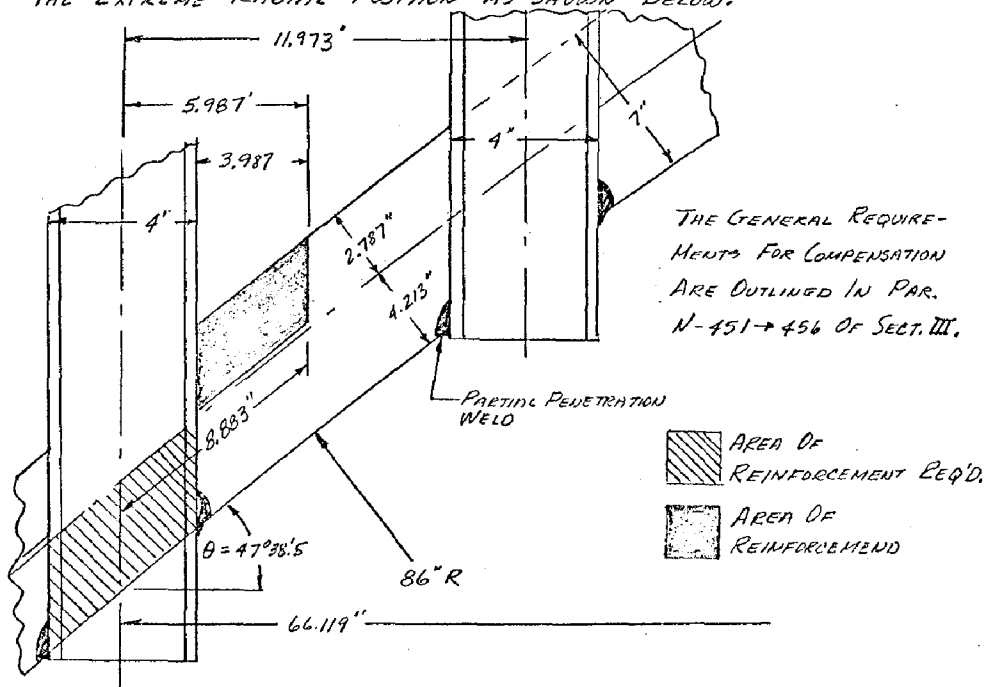 THE EXTREME RADIAL POSITION AS SHOWN BELOW.
11.973"
5.987'
3.987
4"
4"
7"
2.787"
4.213"
THE GENERAL REQUIRE-
MENTS FOR COMPENSATION
ARE OUTLINED IN PAR.
N-451→456 OF SECT. III.
PARTIAL PENETRATION
WELD
8.883"
AREA OF
REINFORCEMENT REQ'D.
AREA OF
REINFORCEMEND
θ = 47°38.'5
86" R
66.119"